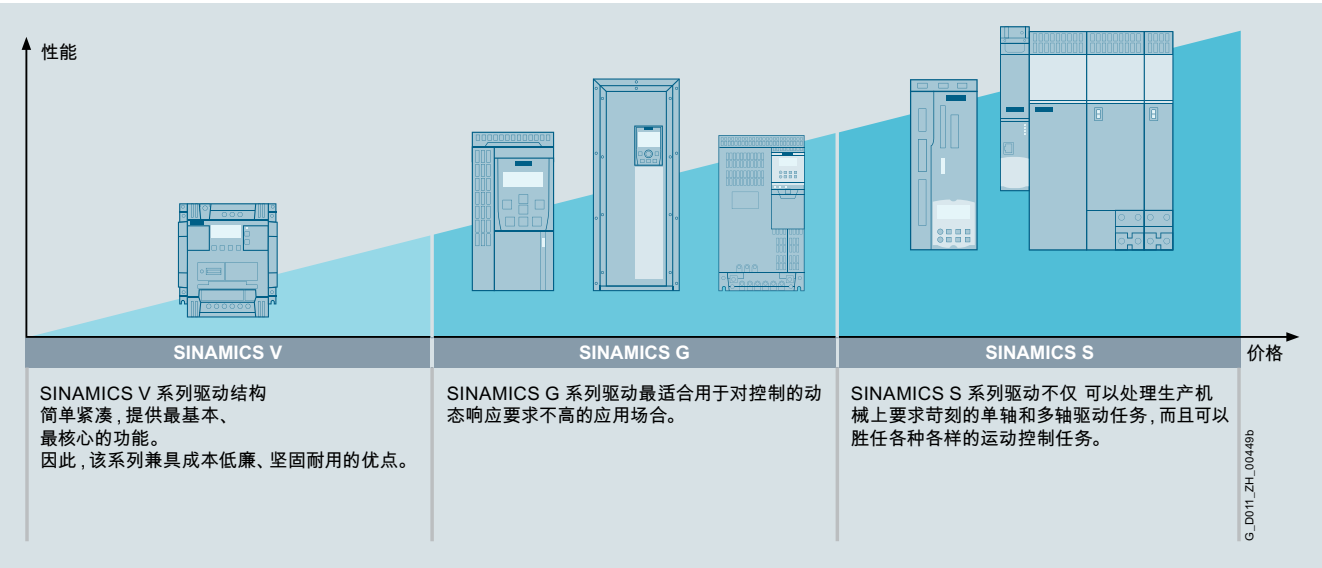 性能
SINAMICS V
SINAMICS G
SINAMICS S
价格
SINAMICS V 系列驱动结构
简单紧凑,提供最基本、
最核心的功能。
因此,该系列兼具成本低廉、坚固耐用的优点。
SINAMICS G 系列驱动最适合用于对控制的动
态响应要求不高的应用场合。
SINAMICS S 系列驱动不仅 可以处理生产机
械上要求苛刻的单轴和多轴驱动任务,而且可以
胜任各种各样的运动控制任务。
G_D011_ZH_00449b